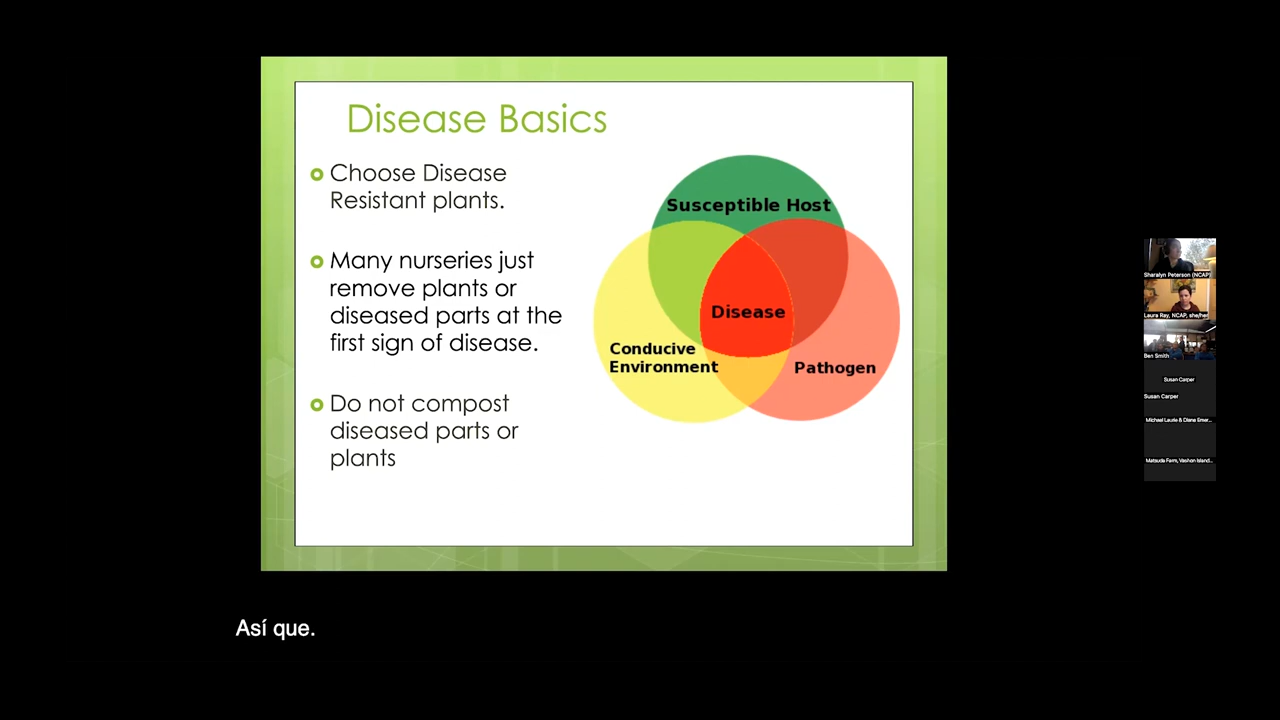 Disease Basics
Choose Disease
Resistant plants.
Many nurseries just
remove plants or
diseased parts at the
first sign of disease.
Do not compost
diseased parts or
plants
Susceptible Host
Disease
Conducive
Environment
Pathogen
Sharalyn Peterson (NCAP)
Laura Ray, NCAP, she/her
Ben Smith
Susan Carper
Susan Carper
Michael Laurie & Diane Emer...
Matsuda Farm, Vashon Island...
Así que.